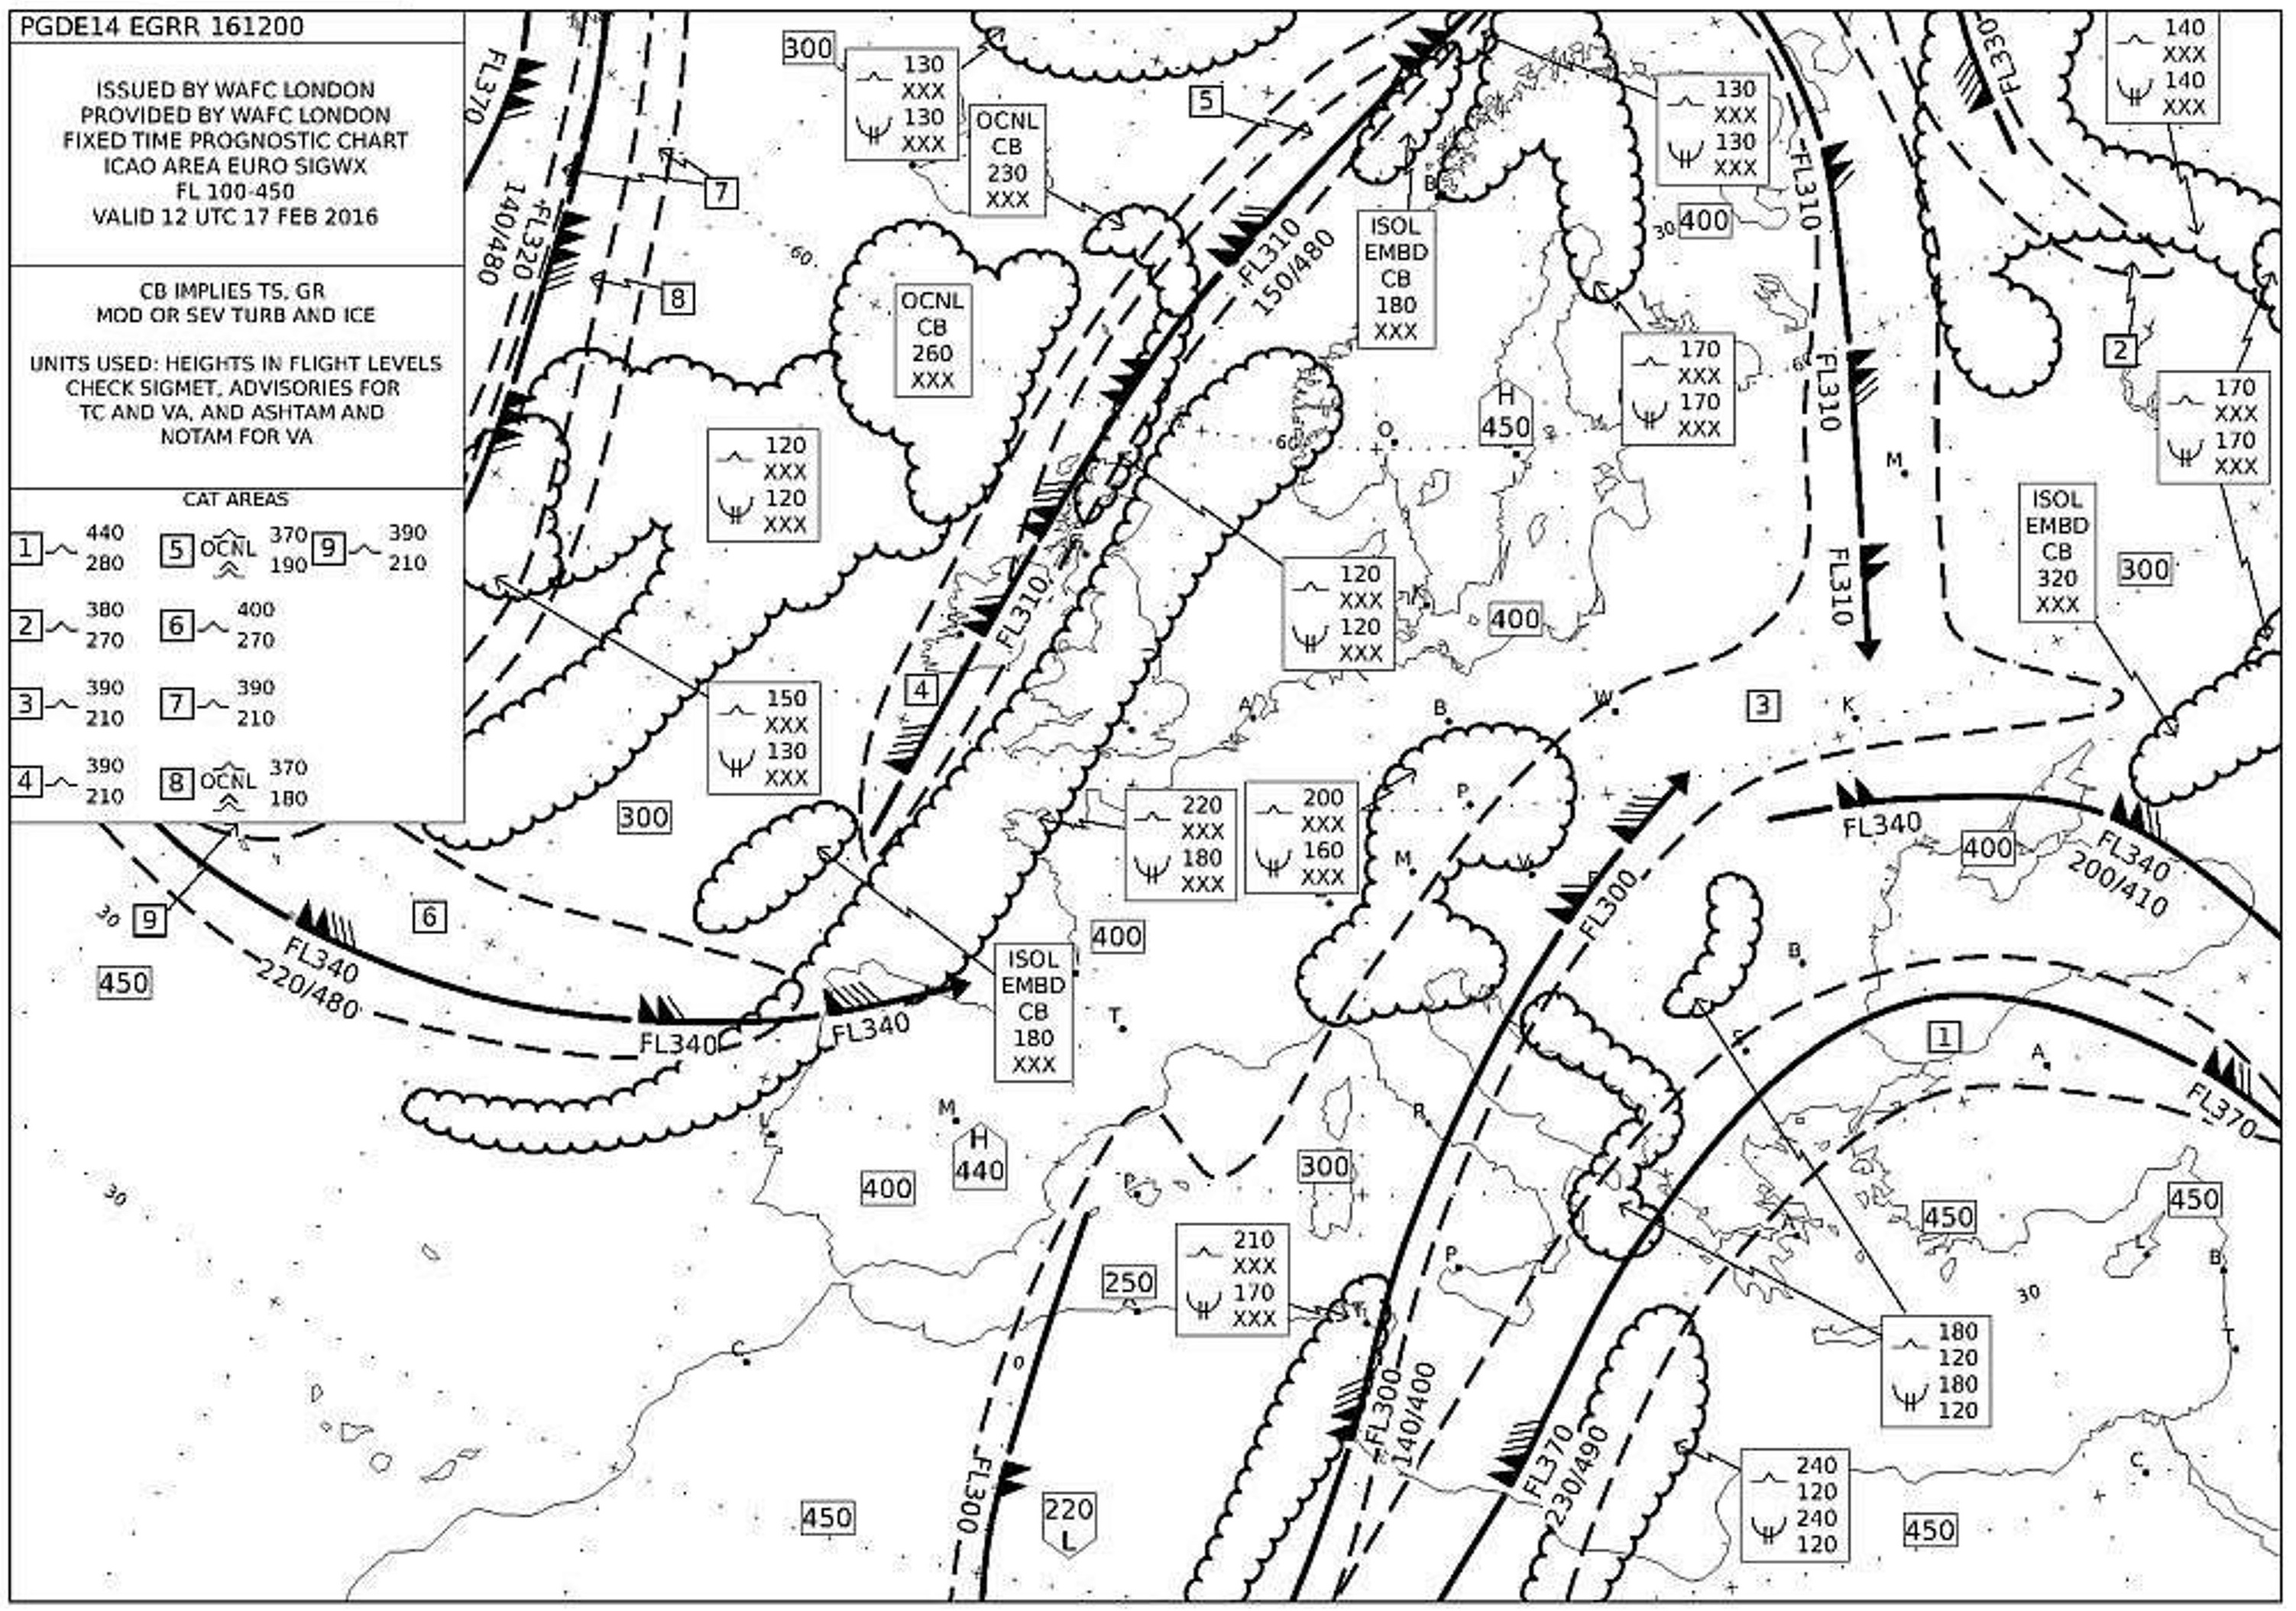 PGDE14 EGRR 161200
ISSUED BY WAFC LONDON
PROVIDED BY WAFC LONDON
FIXED TIME PROGNOSTIC CHART
ICAO AREA EURO SIGWX
FL 100-450
VALID 12 UTC 17 FEB 2016
CB IMPLIES TS, GR
MOD OR SEV TURB AND ICE
UNITS USED: HEIGHTS IN FLIGHT LEVELS
CHECK SIGMET, ADVISORIES FOR
TC AND VA, AND ASHTAM AND
NOTAM FOR VA
CAT AREAS
1 440
280
5 OCNL 370
190
9 390
210
2 380
270
6 400
270
3 390
210
7 390
210
4 390
210
8 OCNL 370
180
FL370
FL320
140/480
7
8
60
300
130
XXX
130
XXX
OCNL
CB
230
XXX
5
OCNL
CB
260
XXX
FL310
150/480
B
ISOL
EMBD
CB
180
XXX
130
XXX
130
XXX
30
400
FL310
FL330
140
XXX
140
XXX
2
170
XXX
170
XXX
170
XXX
170
XXX
H
450
O
60
FL310
M
ISOL
EMBD
CB
320
XXX
300
FL310
120
XXX
120
XXX
120
XXX
120
XXX
400
FL310
4
150
XXX
130
XXX
300
A
B
W
3
K
P
M
V
220
XXX
180
XXX
200
XXX
160
XXX
FL340
FL340
200/410
400
9
30
450
6
FL340
220/480
FL340
FL340
400
ISOL
EMBD
CB
180
XXX
T
FL300
B
S
1
A
FL370
L
M
H
440
400
30
P
R
300
450
450
L
B
210
XXX
170
XXX
250
A
P
A
30
T
180
120
180
120
C
0
FL300
450
220
L
FL300
140/400
FL370
230/490
240
120
240
120
C
450